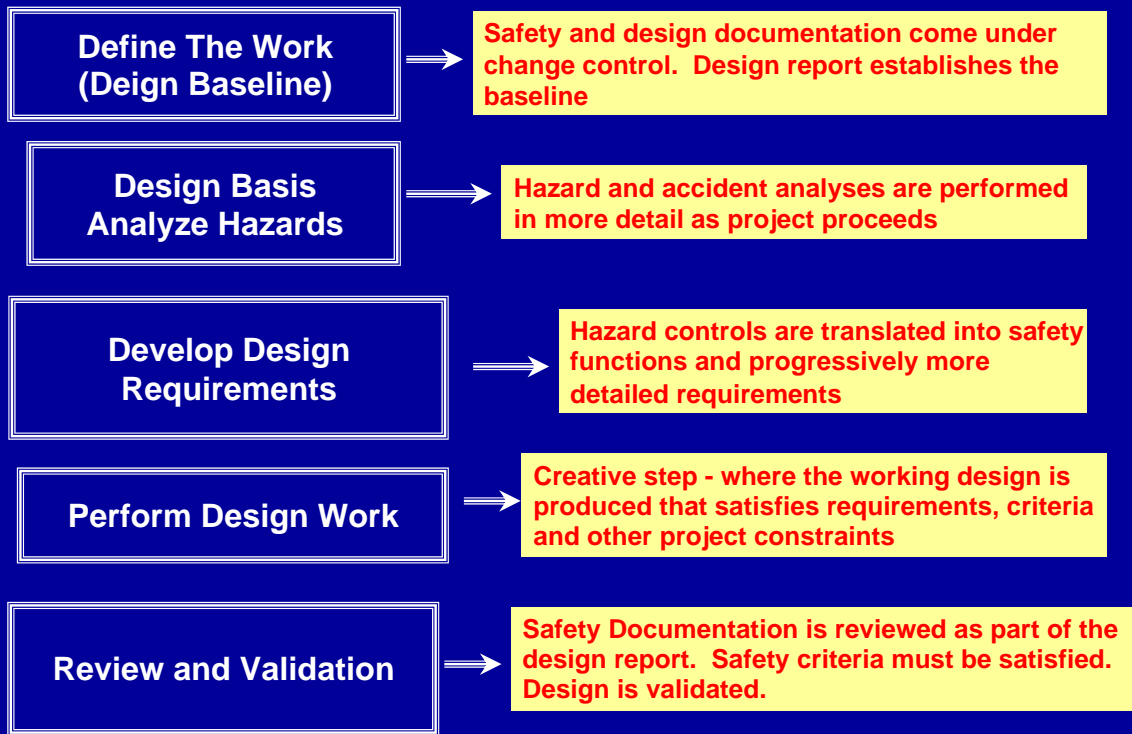 Define The Work
(Deign Baseline)
Safety and design documentation come under
change control.  Design report establishes the
baseline
Design Basis
Analyze Hazards
Hazard and accident analyses are performed
in more detail as project proceeds
Develop Design
Requirements
Hazard controls are translated into safety
functions and progressively more
detailed requirements
Perform Design Work
Creative step - where the working design is
produced that satisfies requirements, criteria
and other project constraints
Review and Validation
Safety Documentation is reviewed as part of the
design report.  Safety criteria must be satisfied.
Design is validated.